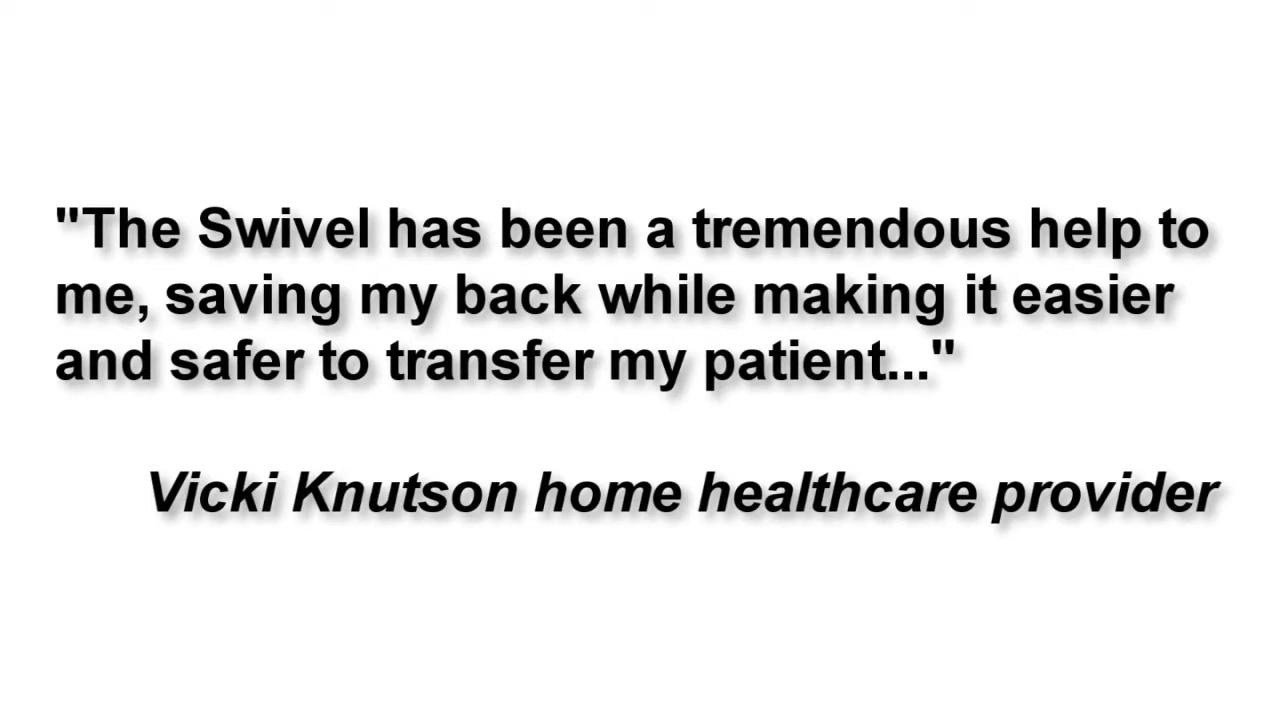 "The Swivel has been a tremendous help to
me, saving my back while making it easier
and safer to transfer my patient..."
Vicki Knutson home healthcare provider